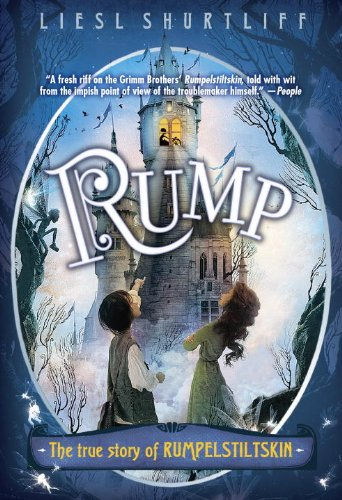 LIESL SHURTLIFF
"A fresh riff on the Grimm Brothers' Rumpelstiltskin, told with wit
from the impish point of view of the troublemaker himself." —People
RUMP
The true story of RUMPELSTILTSKIN